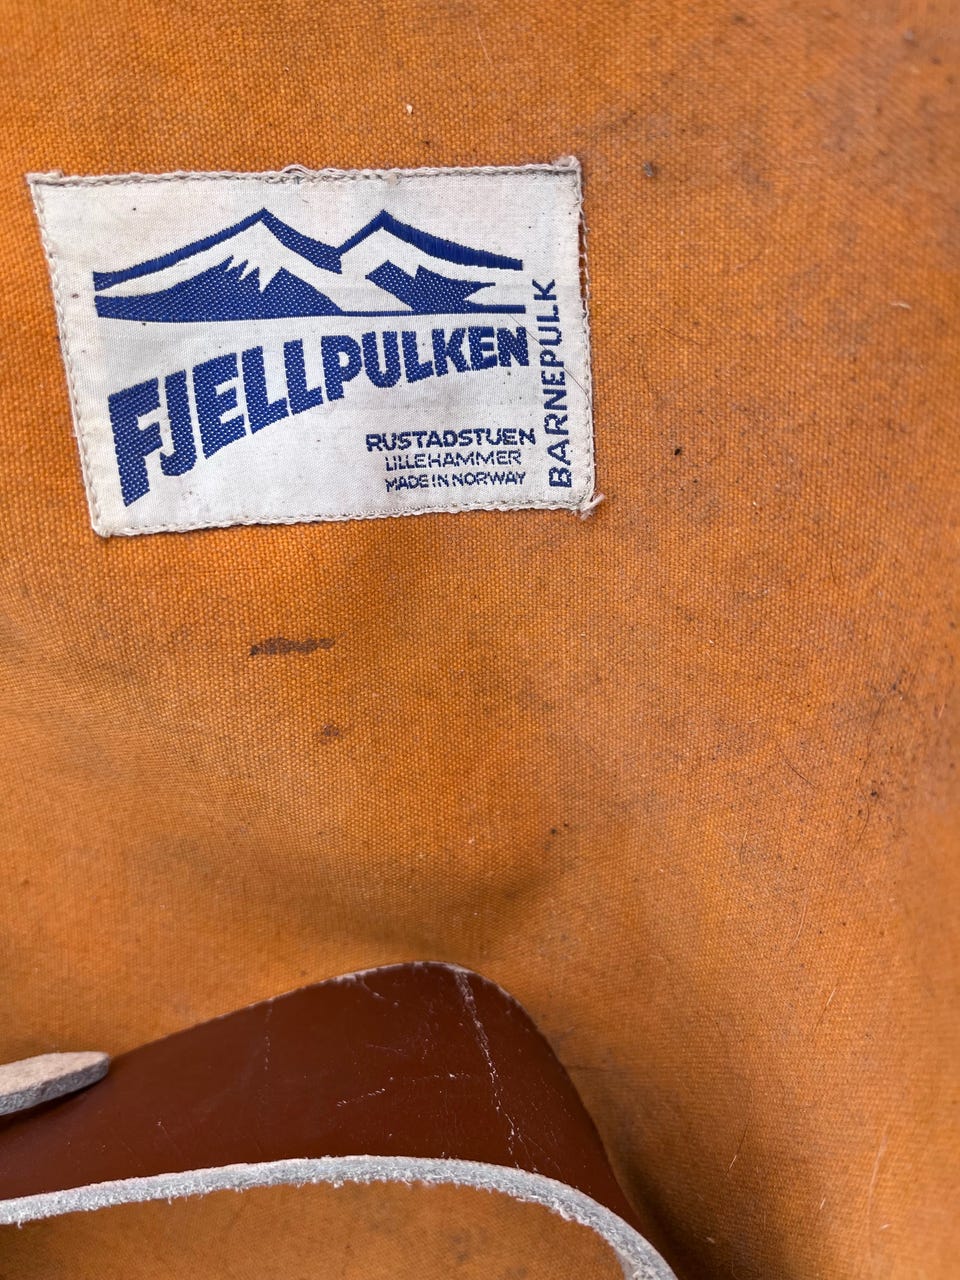 FJELLPULKEN
RUSTADSTUEN
LILLEHAMMER
MADE IN NORWAY
BARNEPULK